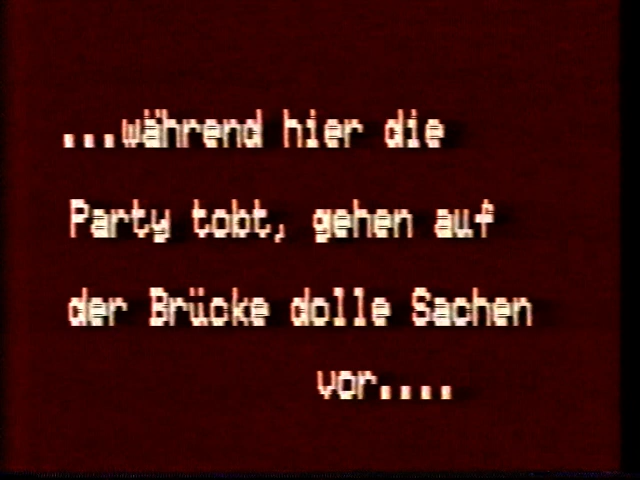 ...während hier die
Party tobt, gehen auf
der Brücke dolle Sachen
vor....